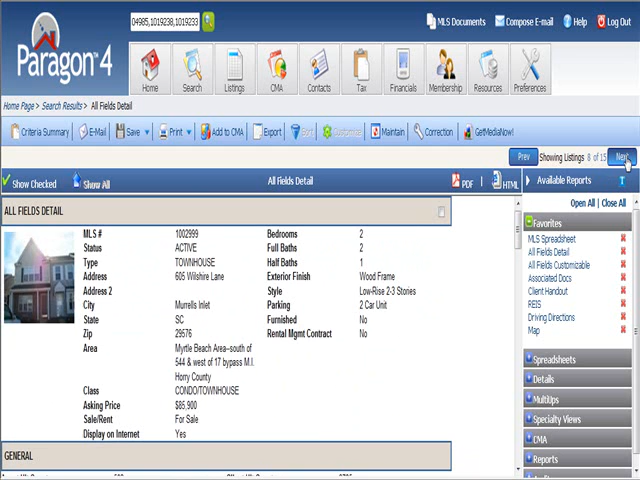 04985,1019238,1019233
MLS Documents
Compose E-mail
Help
Log Out
Paragon™ 4
Home
Search
Listings
CMA
Contacts
Tax
Financials
Membership
Resources
Preferences
Home Page > Search Results > All Fields Detail
Criteria Summary
E-Mail
Save
Print
Add to CMA
Export
Sort
Customize
Maintain
Correction
GetMediaNow!
Prev
Showing Listings 8 of 15
Next
Show Checked
Show All
All Fields Detail
PDF | HTML
Available Reports
Open All | Close All
ALL FIELDS DETAIL
MLS # 1002999
Status ACTIVE
Type TOWNHOUSE
Address 605 Wilshire Lane
Address 2
City Murrells Inlet
State SC
Zip 29576
Area Myrtle Beach Area--south of
544 & west of 17 bypass M.I.
Horry County
Class CONDO/TOWNHOUSE
Asking Price $85,900
Sale/Rent For Sale
Display on Internet Yes
Bedrooms 2
Full Baths 2
Half Baths 1
Exterior Finish Wood Frame
Style Low-Rise 2-3 Stories
Parking 2 Car Unit
Furnished No
Rental Mgmt Contract No
GENERAL
Favorites
MLS Spreadsheet
All Fields Detail
All Fields Customizable
Associated Docs
Client Handout
REIS
Driving Directions
Map
Spreadsheets
Details
MultiUps
Specialty Views
CMA
Reports